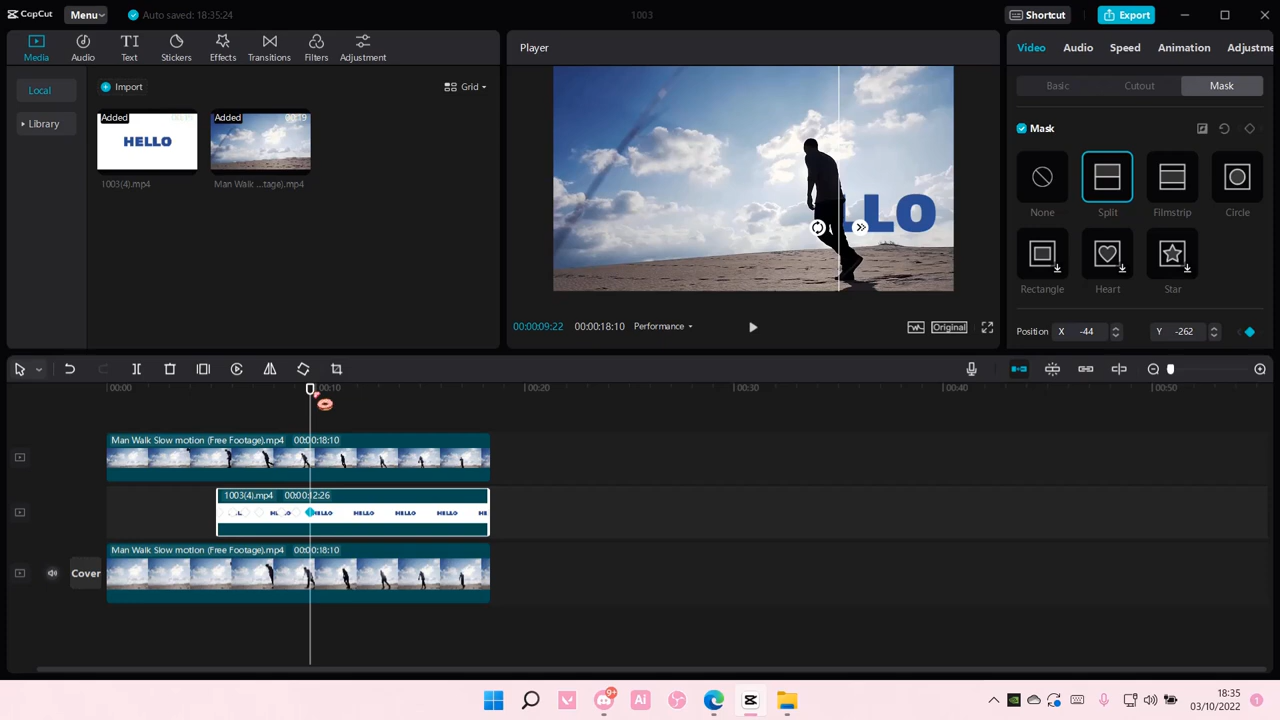 CapCut
Menu
Auto saved: 18:35:24
1003
Shortcut
Export
Media
Audio
Text
Stickers
Effects
Transitions
Filters
Adjustment
Local
Library
Import
Grid
Added
HELLO
1003(4).mp4
Added
00:19
Man Walk ...tage).mp4
Player
LLO
00:00:09:22
00:00:18:10
Performance
Original
Video
Audio
Speed
Animation
Adjustme
Basic
Cutout
Mask
Mask
None
Split
Filmstrip
Circle
Rectangle
Heart
Star
Position
X
-44
Y
-262
00:00
00:10
00:20
00:30
00:40
00:50
Man Walk Slow motion (Free Footage).mp4 00:00:18:10
1003(4).mp4 00:00:12:26
HELLO HELLO HELLO HELLO HE
Man Walk Slow motion (Free Footage).mp4 00:00:18:10
Cover
9+
Ai
18:35
03/10/2022
1